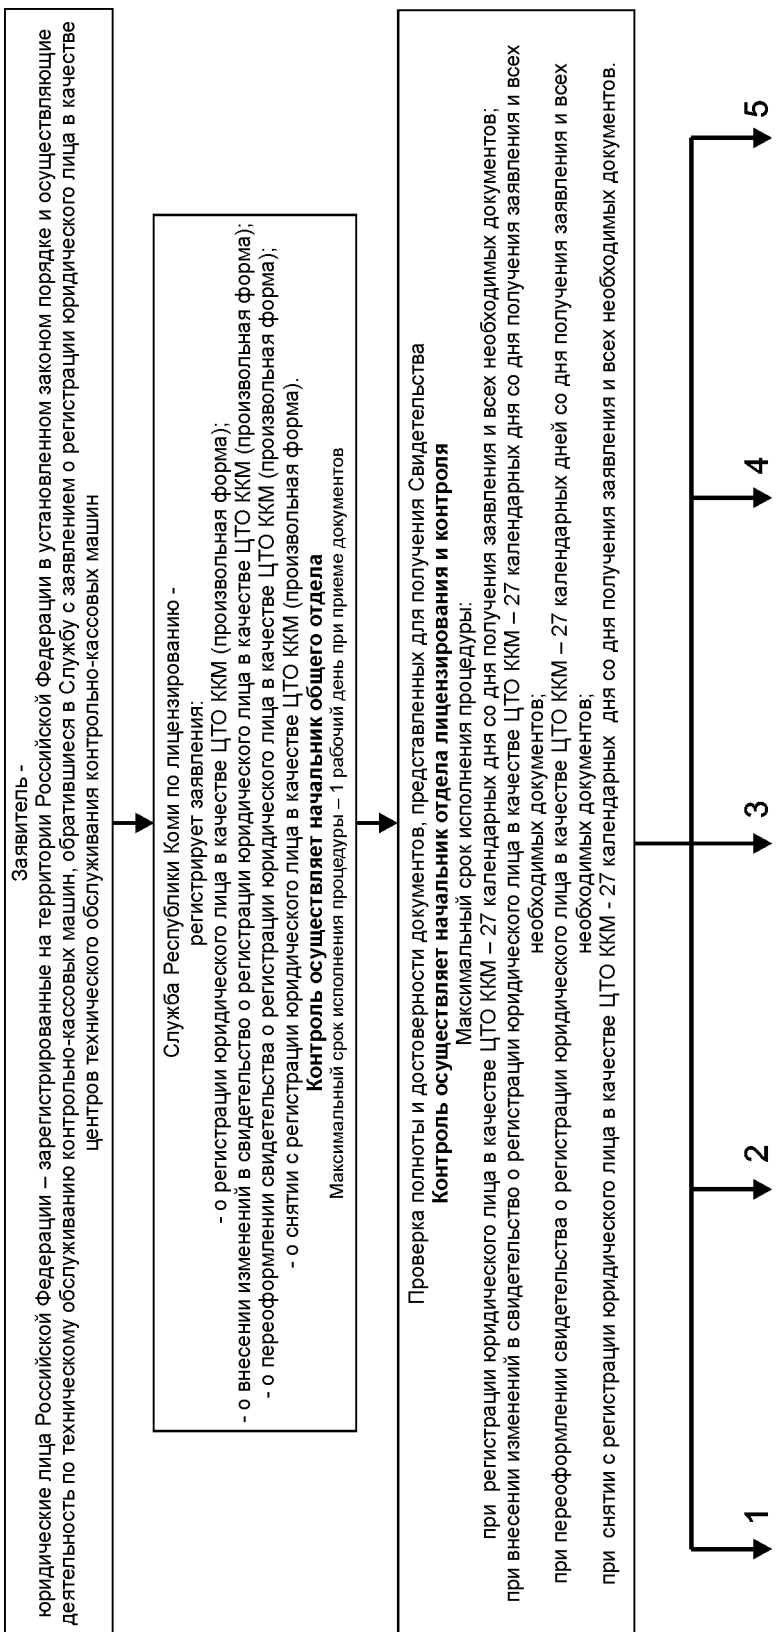 Заявитель -
юридические лица Российской Федерации – зарегистрированные на территории Российской Федерации в установленном законом порядке и осуществляющие
деятельность по техническому обслуживанию контрольно-кассовых машин, обратившиеся в Службу с заявлением о регистрации юридического лица в качестве
центров технического обслуживания контрольно-кассовых машин
Служба Республики Коми по лицензированию -
регистрирует заявления:
- о регистрации юридического лица в качестве ЦТО ККМ (произвольная форма);
- о внесении изменений в свидетельство о регистрации юридического лица в качестве ЦТО ККМ (произвольная форма);
- о переоформлении свидетельства о регистрации юридического лица в качестве ЦТО ККМ (произвольная форма);
- о снятии с регистрации юридического лица в качестве ЦТО ККМ (произвольная форма).
Контроль осуществляет начальник общего отдела
Максимальный срок исполнения процедуры – 1 рабочий день при приеме документов
Проверка полноты и достоверности документов, представленных для получения Свидетельства
Контроль осуществляет начальник отдела лицензирования и контроля
Максимальный срок исполнения процедуры:
при регистрации юридического лица в качестве ЦТО ККМ – 27 календарных дня со дня получения заявления и всех необходимых документов;
при внесении изменений в свидетельство о регистрации юридического лица в качестве ЦТО ККМ – 27 календарных дня со дня получения заявления и всех
необходимых документов;
при переоформлении свидетельства о регистрации юридического лица в качестве ЦТО ККМ – 27 календарных дней со дня получения заявления и всех
необходимых документов;
при снятии с регистрации юридического лица в качестве ЦТО ККМ - 27 календарных дня со дня получения заявления и всех необходимых документов.
1
2
3
4
5